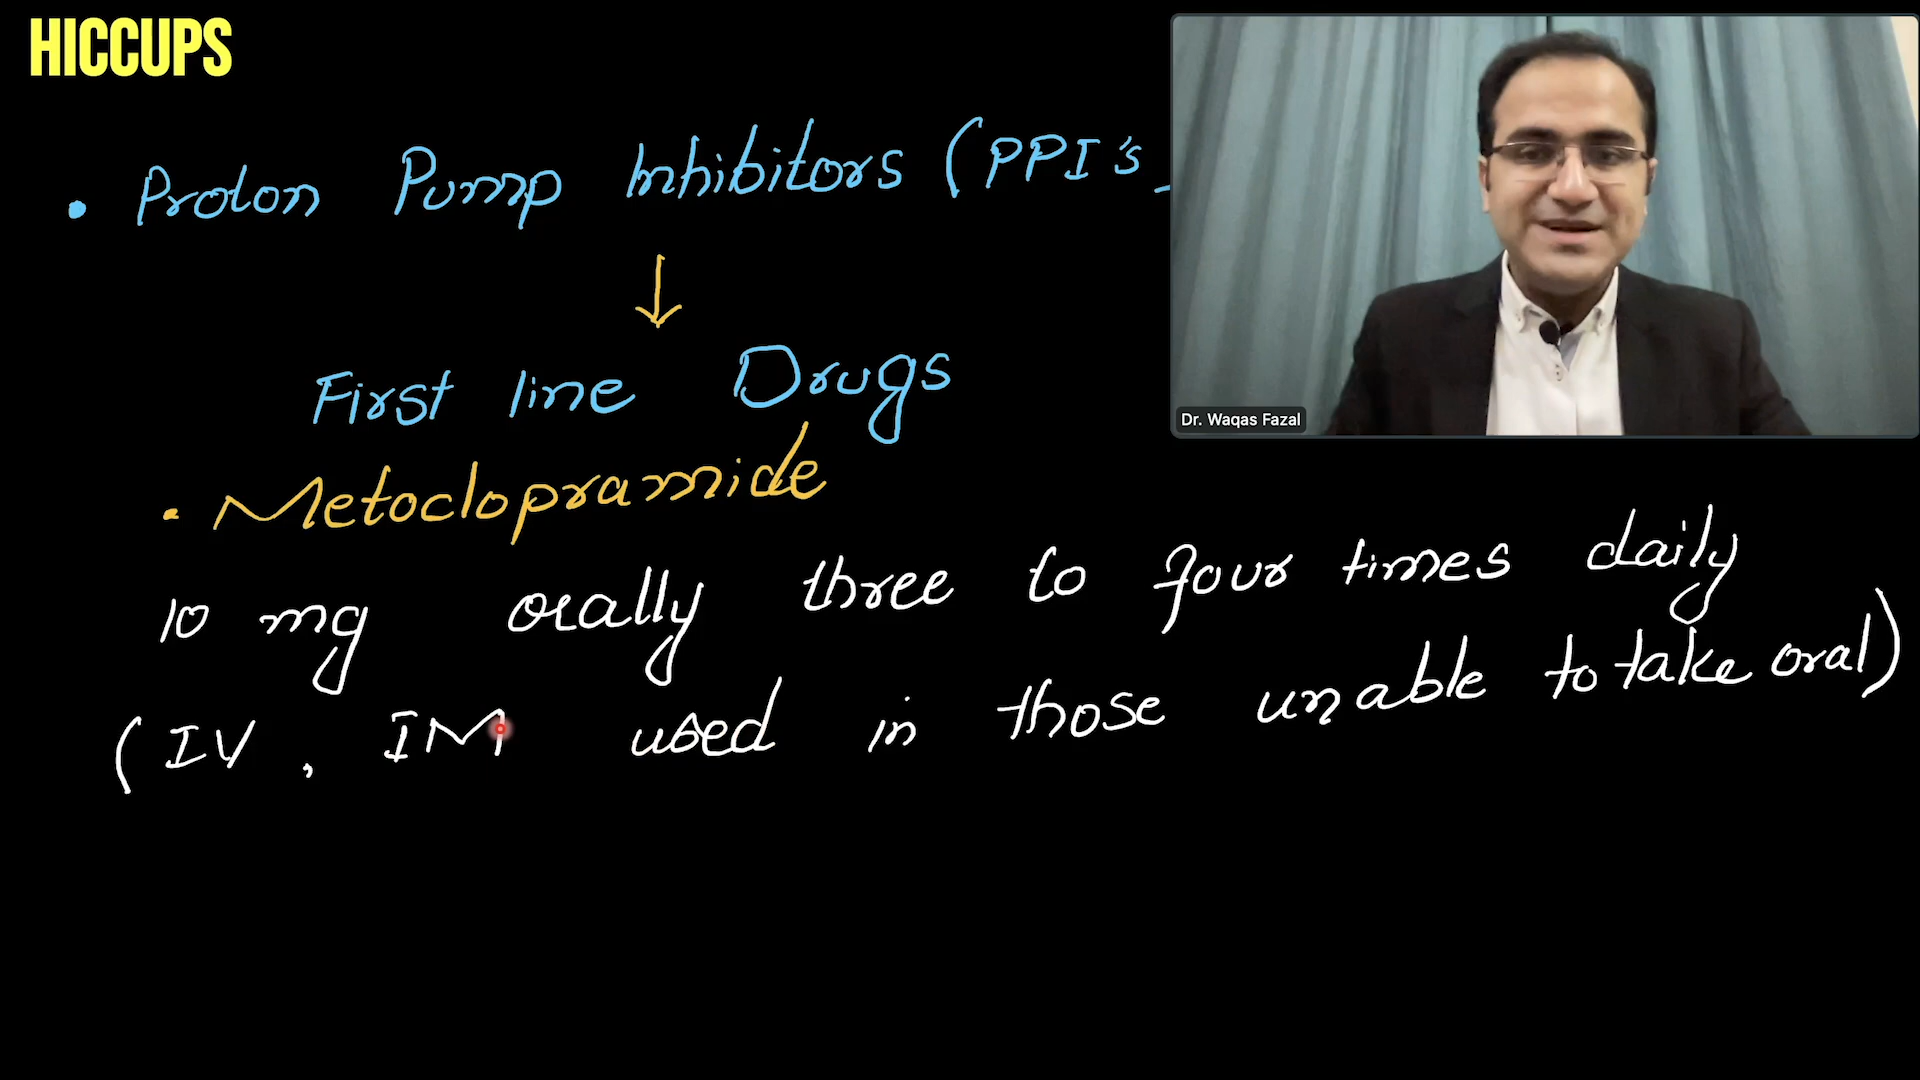 HICCUPS
• Proton Pump Inhibitors (PPI's
↓
First line Drugs
• Metoclopramide
10 mg orally three to four times daily
(IV, IM used in those unable to take oral)
Dr. Waqas Fazal